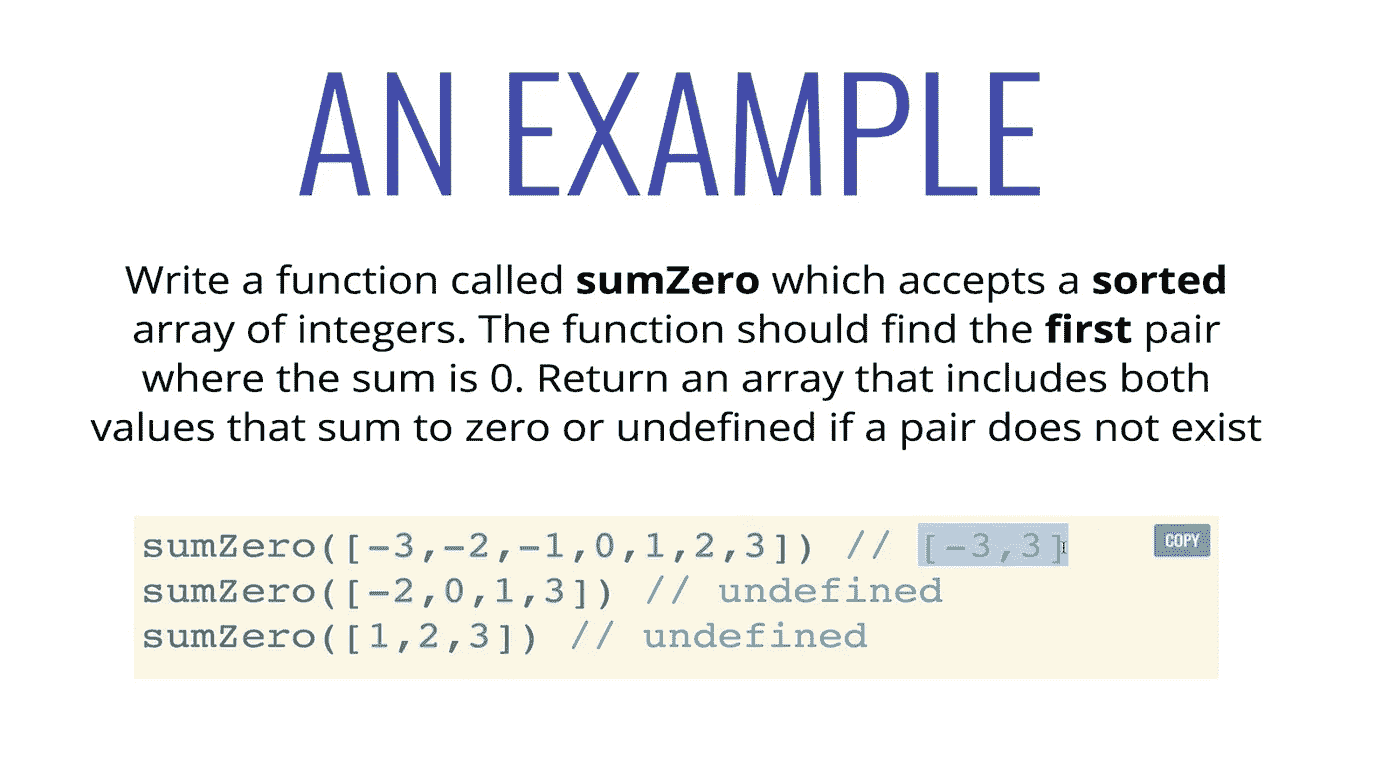 AN EXAMPLE
Write a function called sumZero which accepts a sorted
array of integers. The function should find the first pair
where the sum is 0. Return an array that includes both
values that sum to zero or undefined if a pair does not exist
sumZero([-3,-2,-1,0,1,2,3]) // [-3,3]
COPY
sumZero([-2,0,1,3]) // undefined
sumZero([1,2,3]) // undefined